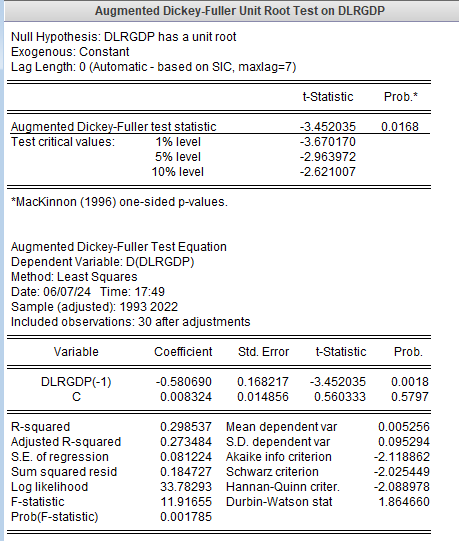 Augmented Dickey-Fuller Unit Root Test on DLRGDP
Null Hypothesis: DLRGDP has a unit root
Exogenous: Constant
Lag Length: 0 (Automatic - based on SIC, maxlag=7)
t-Statistic Prob.*
Augmented Dickey-Fuller test statistic -3.452035 0.0168
Test critical values: 1% level -3.670170
5% level -2.963972
10% level -2.621007
*MacKinnon (1996) one-sided p-values.
Augmented Dickey-Fuller Test Equation
Dependent Variable: D(DLRGDP)
Method: Least Squares
Date: 06/07/24 Time: 17:49
Sample (adjusted): 1993 2022
Included observations: 30 after adjustments
Variable Coefficient Std. Error t-Statistic Prob.
DLRGDP(-1) -0.580690 0.168217 -3.452035 0.0018
C 0.008324 0.014856 0.560333 0.5797
R-squared 0.298537 Mean dependent var 0.005256
Adjusted R-squared 0.273484 S.D. dependent var 0.095294
S.E. of regression 0.081224 Akaike info criterion -2.118862
Sum squared resid 0.184727 Schwarz criterion -2.025449
Log likelihood 33.78293 Hannan-Quinn criter. -2.088978
F-statistic 11.91655 Durbin-Watson stat 1.864660
Prob(F-statistic) 0.001785